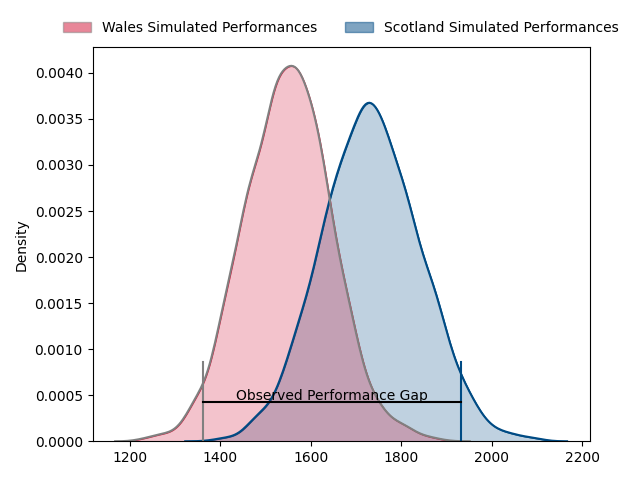 Wales Simulated Performances Scotland Simulated Performances
0.0040
0.0035
0.0030
0.0025
0.0020
0.0015
0.0010
0.0005
0.0000
Density
Observed Performance Gap
1200 1400 1600 1800 2000 2200